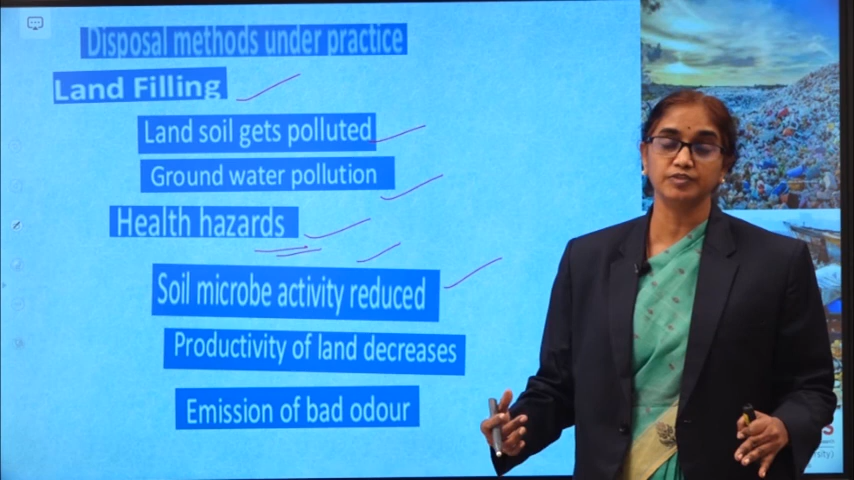 Disposal methods under practice
Land Filling
Land soil gets polluted
Ground water pollution
Health hazards
Soil microbe activity reduced
Productivity of land decreases
Emission of bad odour